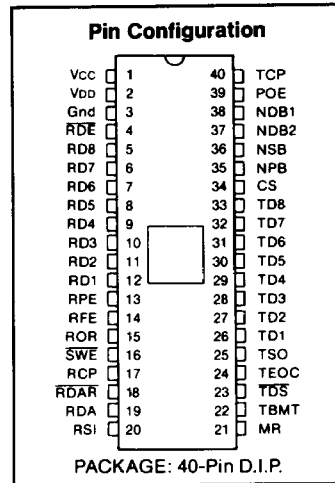 Pin Configuration
VCC 1 40 TCP
VDD 2 39 POE
Gnd 3 38 NDB1
RDE 4 37 NDB2
RD8 5 36 NSB
RD7 6 35 NPB
RD6 7 34 CS
RD5 8 33 TD8
RD4 9 32 TD7
RD3 10 31 TD6
RD2 11 30 TD5
RD1 12 29 TD4
RPE 13 28 TD3
RFE 14 27 TD2
ROR 15 26 TD1
SWE 16 25 TSO
RCP 17 24 TEOC
RDAR 18 23 TDS
RDA 19 22 TBMT
RSI 20 21 MR
PACKAGE: 40-Pin D.I.P.